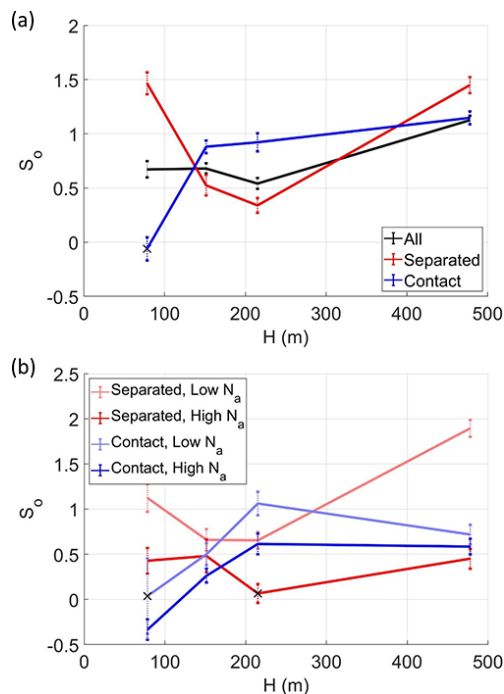 (a)
2
1.5
1
0.5
0
-0.5
S_o
All
Separated
Contact
0 100 200 300 400 500
H (m)
(b)
2.5
2
1.5
1
0.5
0
-0.5
S_o
Separated, Low N_a
Separated, High N_a
Contact, Low N_a
Contact, High N_a
0 100 200 300 400 500
H (m)